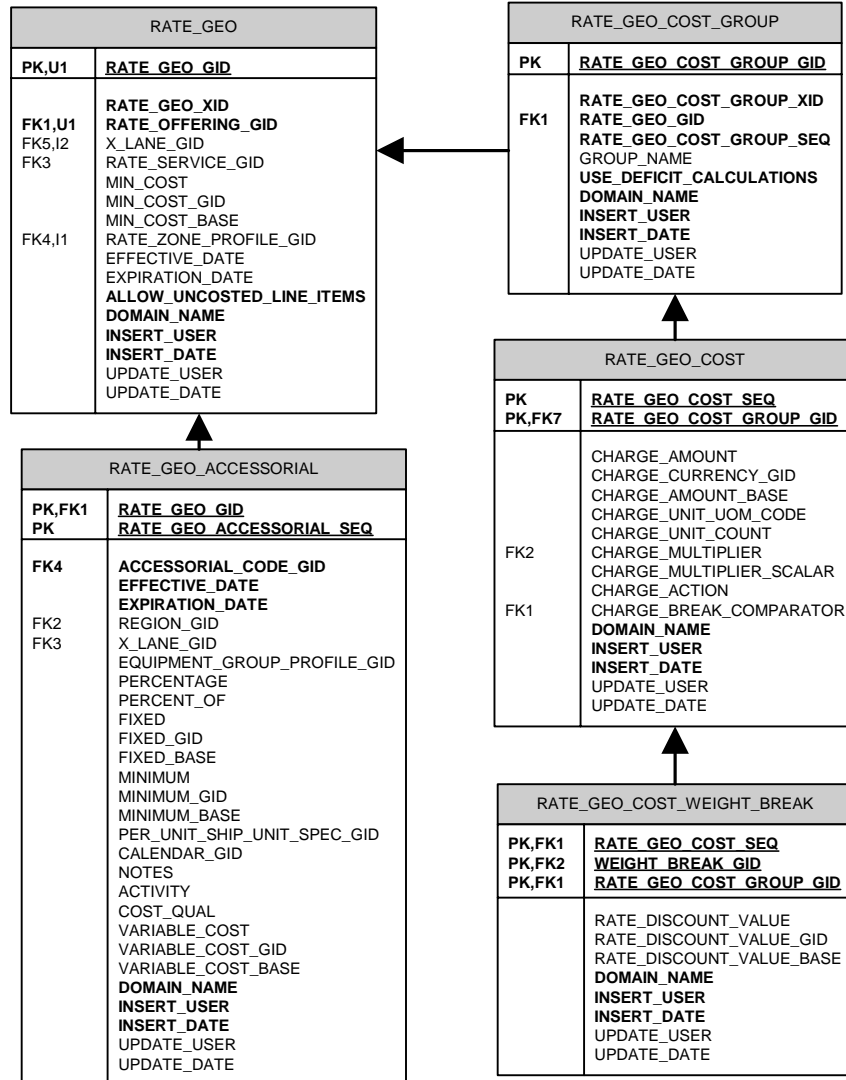 RATE_GEO
PK,U1 RATE_GEO_GID
RATE_GEO_XID
FK1,U1 RATE_OFFERING_GID
FK5,I2 X_LANE_GID
FK3 RATE_SERVICE_GID
MIN_COST
MIN_COST_GID
MIN_COST_BASE
FK4,I1 RATE_ZONE_PROFILE_GID
EFFECTIVE_DATE
EXPIRATION_DATE
ALLOW_UNCOSTED_LINE_ITEMS
DOMAIN_NAME
INSERT_USER
INSERT_DATE
UPDATE_USER
UPDATE_DATE
RATE_GEO_COST_GROUP
PK RATE_GEO_COST_GROUP_GID
RATE_GEO_COST_GROUP_XID
FK1 RATE_GEO_GID
RATE_GEO_COST_GROUP_SEQ
GROUP_NAME
USE_DEFICIT_CALCULATIONS
DOMAIN_NAME
INSERT_USER
INSERT_DATE
UPDATE_USER
UPDATE_DATE
RATE_GEO_ACCESSORIAL
PK,FK1 RATE_GEO_GID
PK RATE_GEO_ACCESSORIAL_SEQ
FK4 ACCESSORIAL_CODE_GID
EFFECTIVE_DATE
EXPIRATION_DATE
FK2 REGION_GID
FK3 X_LANE_GID
EQUIPMENT_GROUP_PROFILE_GID
PERCENTAGE
PERCENT_OF
FIXED
FIXED_GID
FIXED_BASE
MINIMUM
MINIMUM_GID
MINIMUM_BASE
PER_UNIT_SHIP_UNIT_SPEC_GID
CALENDAR_GID
NOTES
ACTIVITY
COST_QUAL
VARIABLE_COST
VARIABLE_COST_GID
VARIABLE_COST_BASE
DOMAIN_NAME
INSERT_USER
INSERT_DATE
UPDATE_USER
UPDATE_DATE
RATE_GEO_COST
PK RATE_GEO_COST_SEQ
PK,FK7 RATE_GEO_COST_GROUP_GID
CHARGE_AMOUNT
CHARGE_CURRENCY_GID
CHARGE_AMOUNT_BASE
CHARGE_UNIT_UOM_CODE
CHARGE_UNIT_COUNT
FK2 CHARGE_MULTIPLIER
CHARGE_MULTIPLIER_SCALAR
CHARGE_ACTION
FK1 CHARGE_BREAK_COMPARATOR
DOMAIN_NAME
INSERT_USER
INSERT_DATE
UPDATE_USER
UPDATE_DATE
RATE_GEO_COST_WEIGHT_BREAK
PK,FK1 RATE_GEO_COST_SEQ
PK,FK2 WEIGHT_BREAK_GID
PK,FK1 RATE_GEO_COST_GROUP_GID
RATE_DISCOUNT_VALUE
RATE_DISCOUNT_VALUE_GID
RATE_DISCOUNT_VALUE_BASE
DOMAIN_NAME
INSERT_USER
INSERT_DATE
UPDATE_USER
UPDATE_DATE